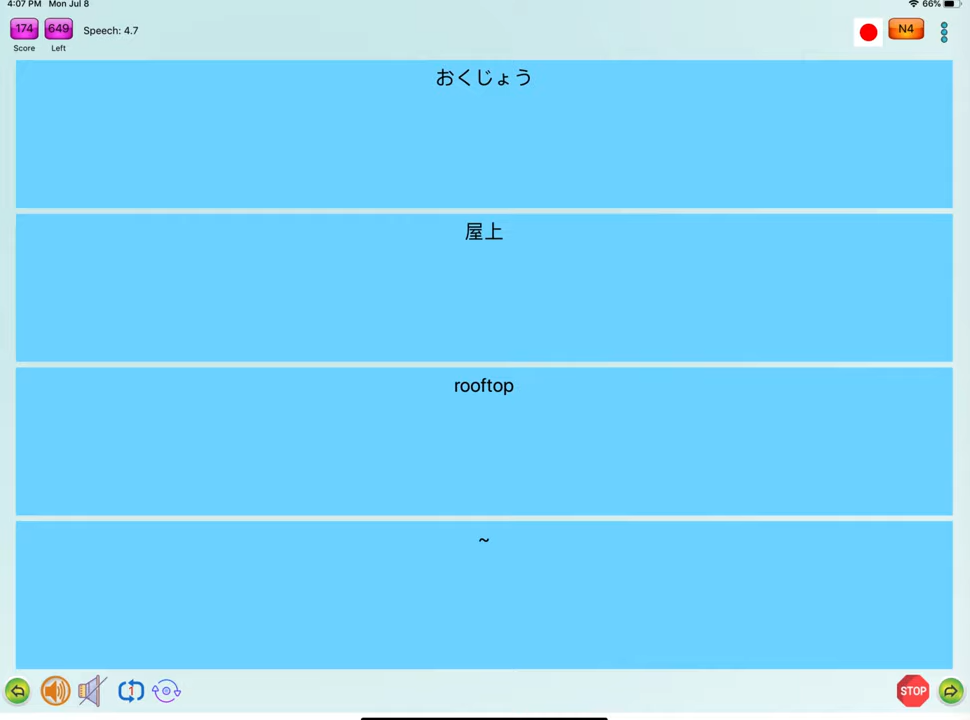 4:07 PM Mon Jul 8
66%
174
649
Speech: 4.7
N4
Score
Left
おくじょう
屋上
rooftop
~
1
STOP